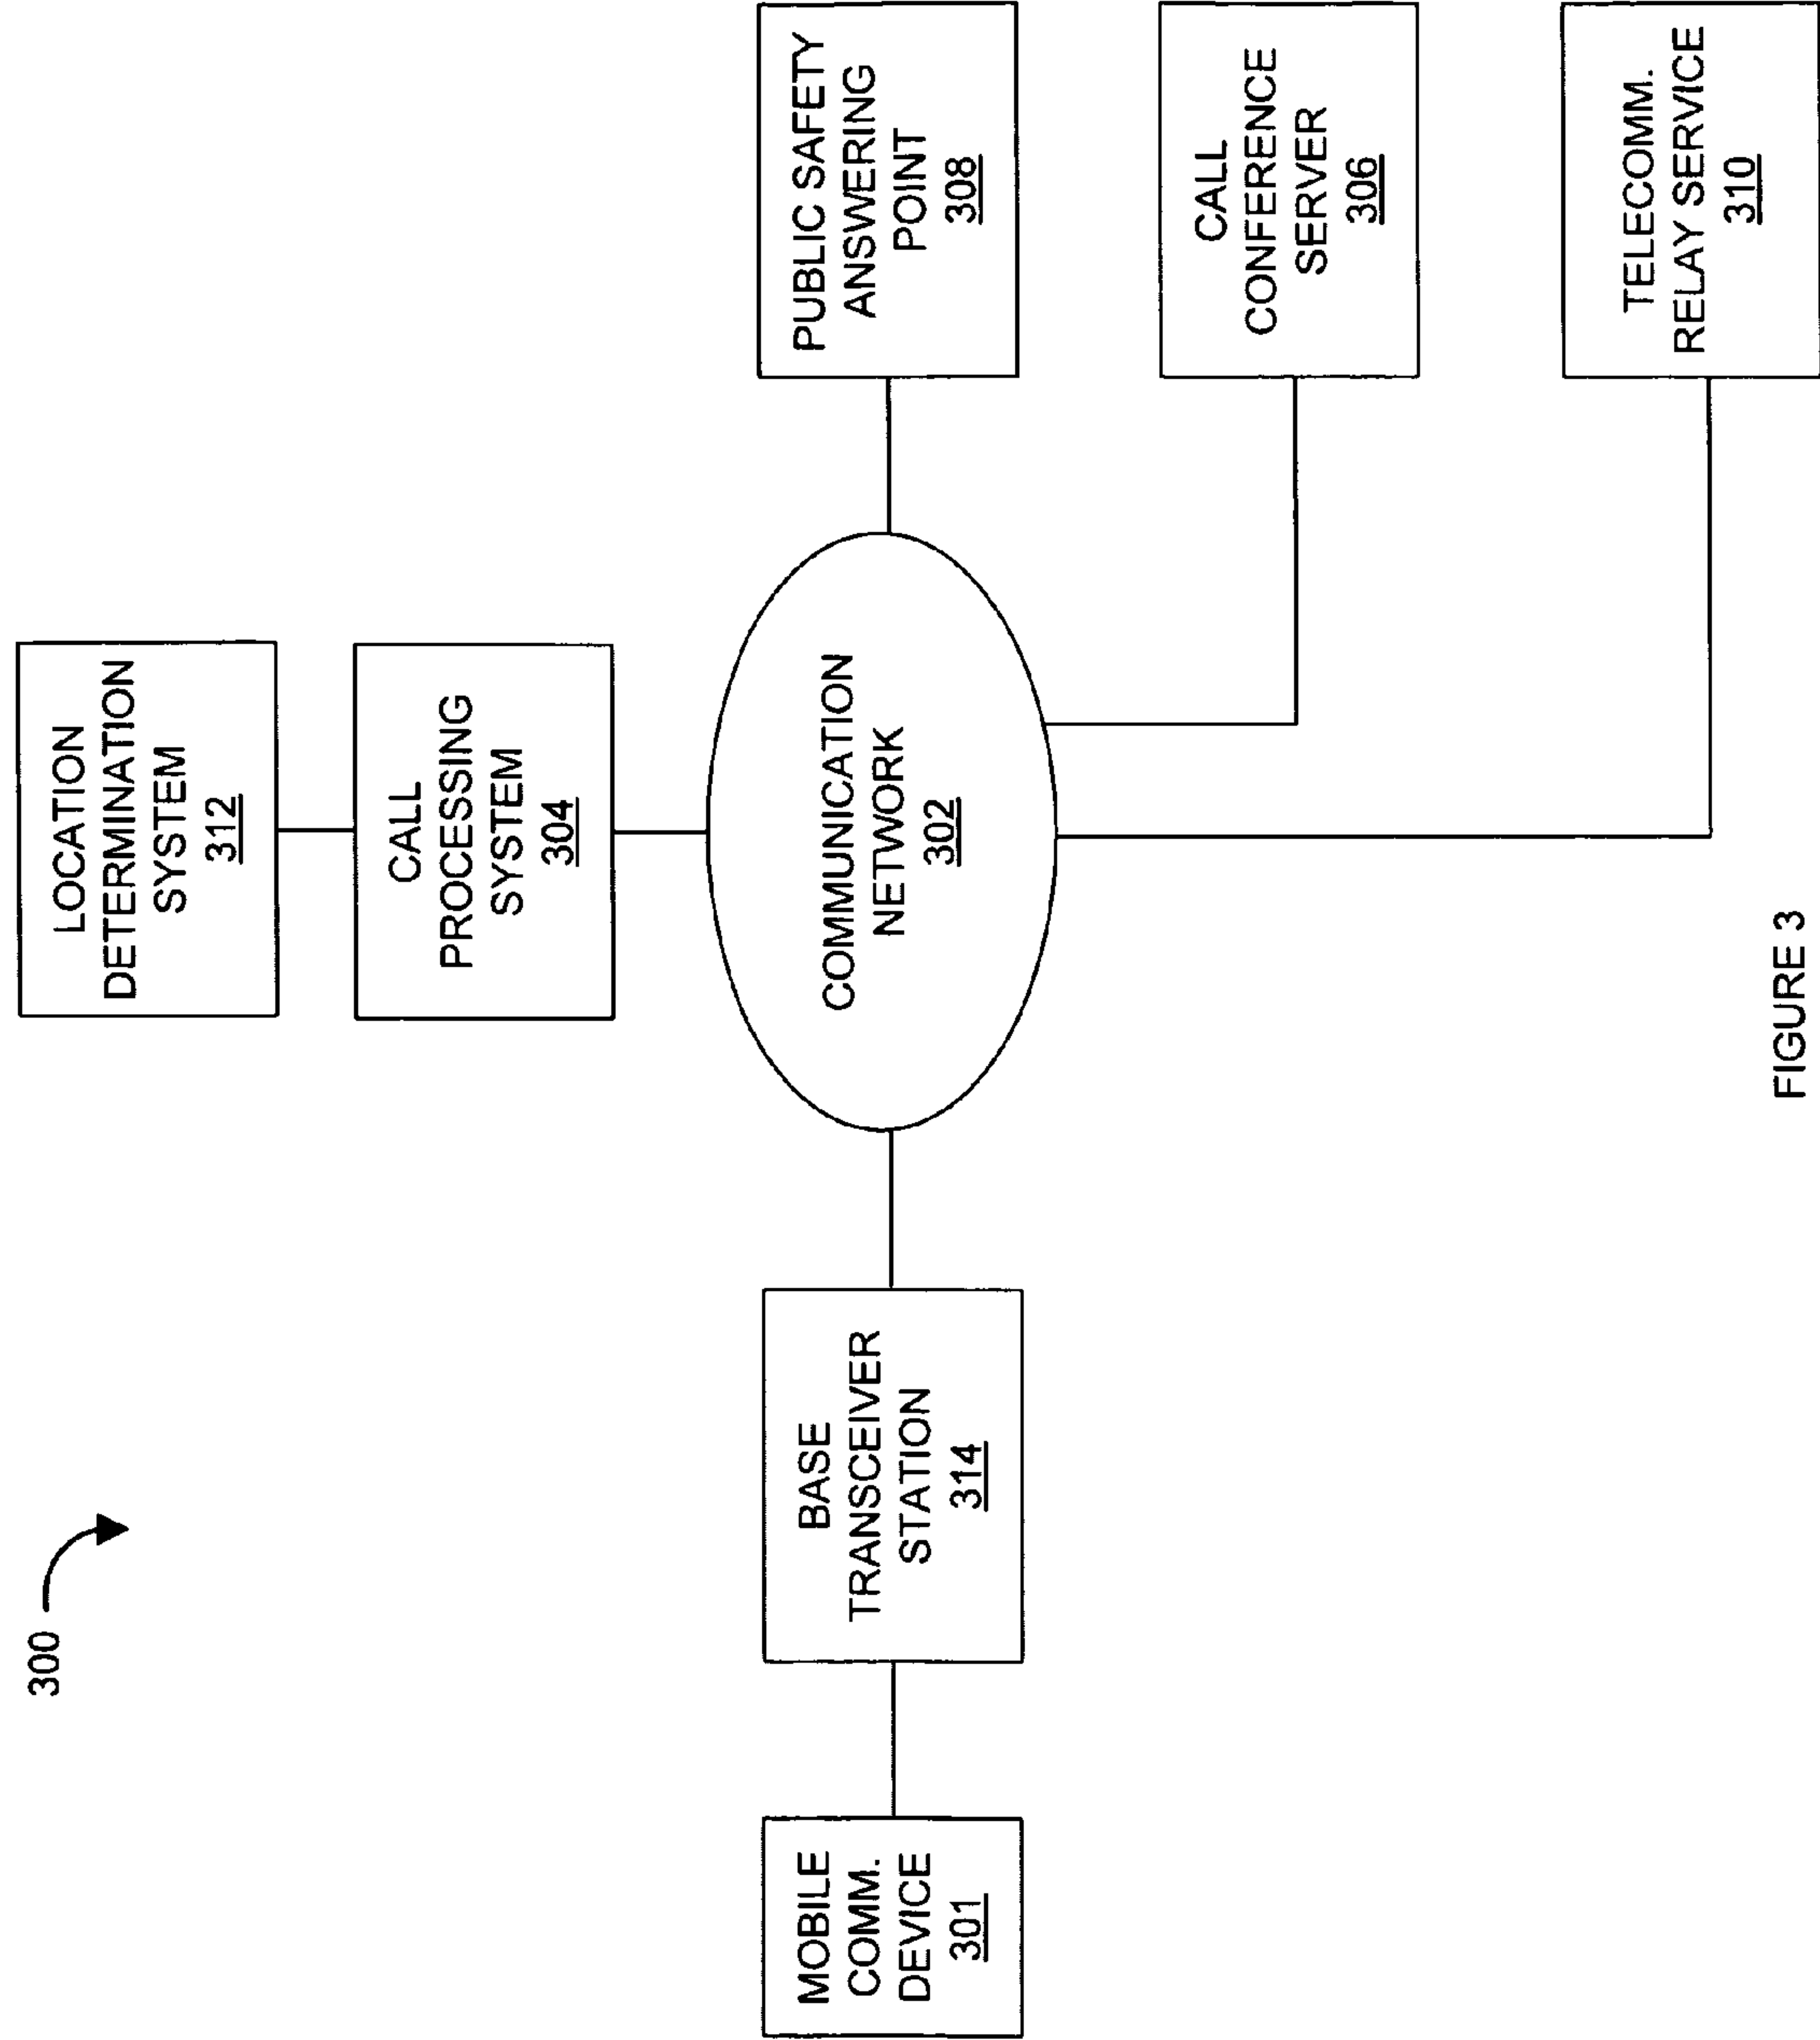 300
LOCATION
DETERMINATION
SYSTEM
312
CALL
PROCESSING
SYSTEM
304
MOBILE
COMM.
DEVICE
301
BASE
TRANSCEIVER
STATION
314
COMMUNICATION
NETWORK
302
PUBLIC SAFETY
ANSWERING
POINT
308
CALL
CONFERENCE
SERVER
306
TELECOMM.
RELAY SERVICE
310
FIGURE 3